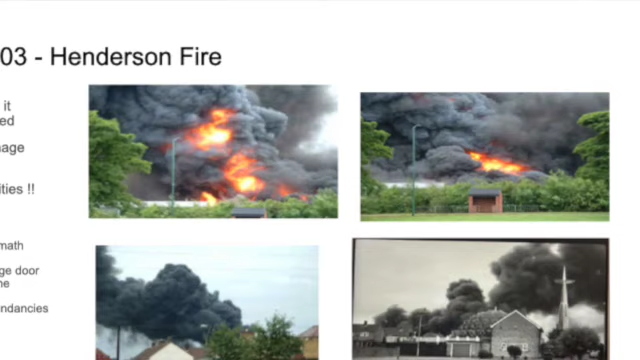 03 - Henderson Fire
it
ed
nage
ities !!
math
ge door
ne
ndancies